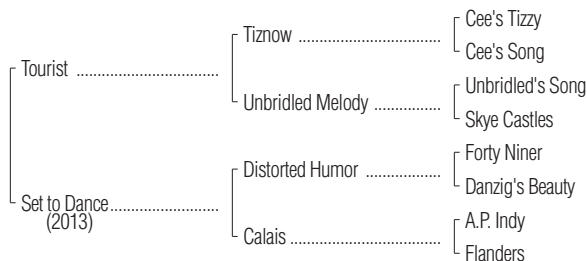 Cee's Tizzy
Tiznow
Cee's Song
Tourist
Unbridled's Song
Unbridled Melody
Skye Castles
Forty Niner
Distorted Humor
Danzig's Beauty
Set to Dance
(2013)
A.P. Indy
Calais
Flanders